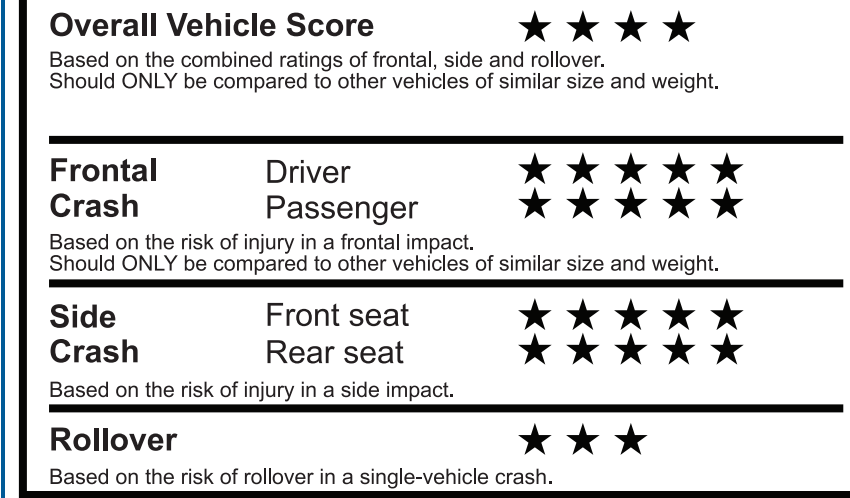 Overall Vehicle Score ★ ★ ★ ★
Based on the combined ratings of frontal, side and rollover.
Should ONLY be compared to other vehicles of similar size and weight.
Frontal Driver ★ ★ ★ ★ ★
Crash Passenger ★ ★ ★ ★ ★
Based on the risk of injury in a frontal impact.
Should ONLY be compared to other vehicles of similar size and weight.
Side Front seat ★ ★ ★ ★ ★
Crash Rear seat ★ ★ ★ ★ ★
Based on the risk of injury in a side impact.
Rollover ★ ★ ★
Based on the risk of rollover in a single-vehicle crash.